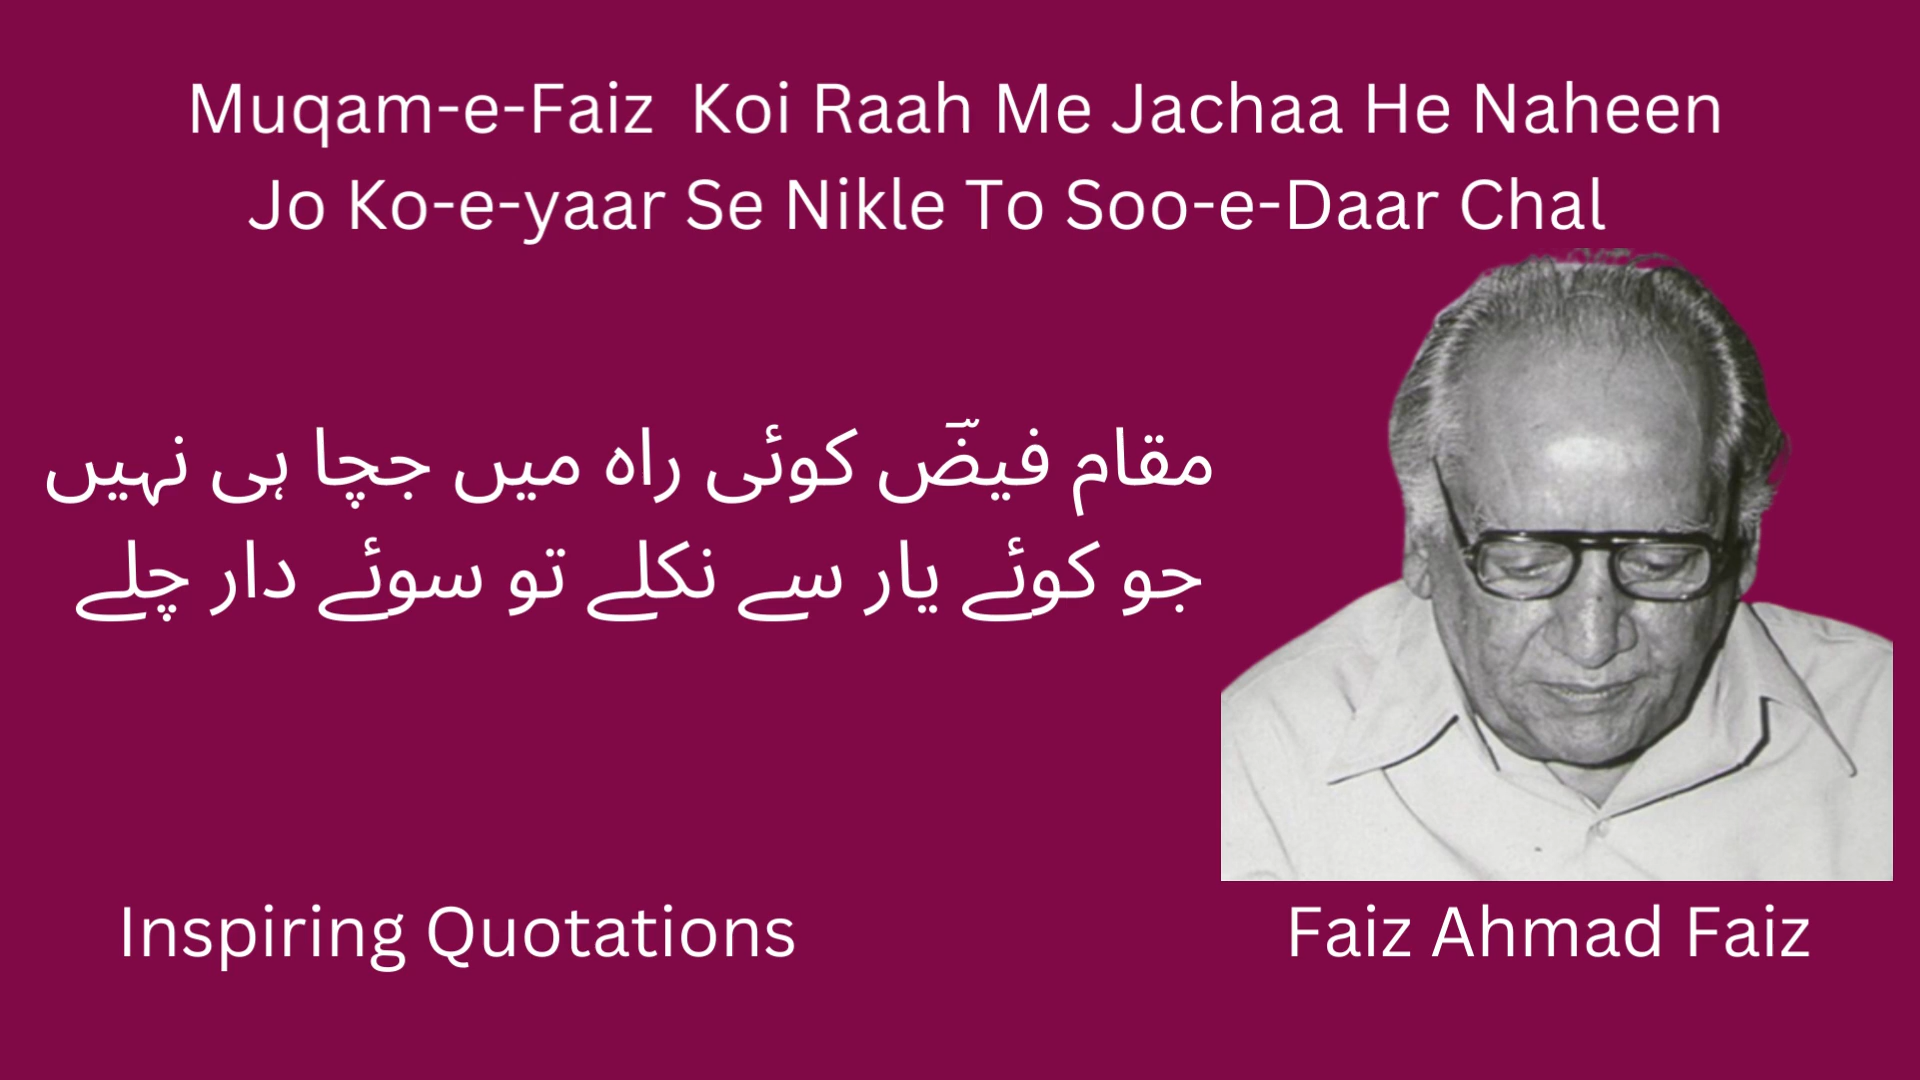 Muqam-e-Faiz Koi Raah Me Jachaa He Naheen
Jo Ko-e-yaar Se Nikle To Soo-e-Daar Chal
مقام فیضؔ کوئی راہ میں جچا ہی نہیں
جو کوئے یار سے نکلے تو سوئے دار چلے
Inspiring Quotations
Faiz Ahmad Faiz